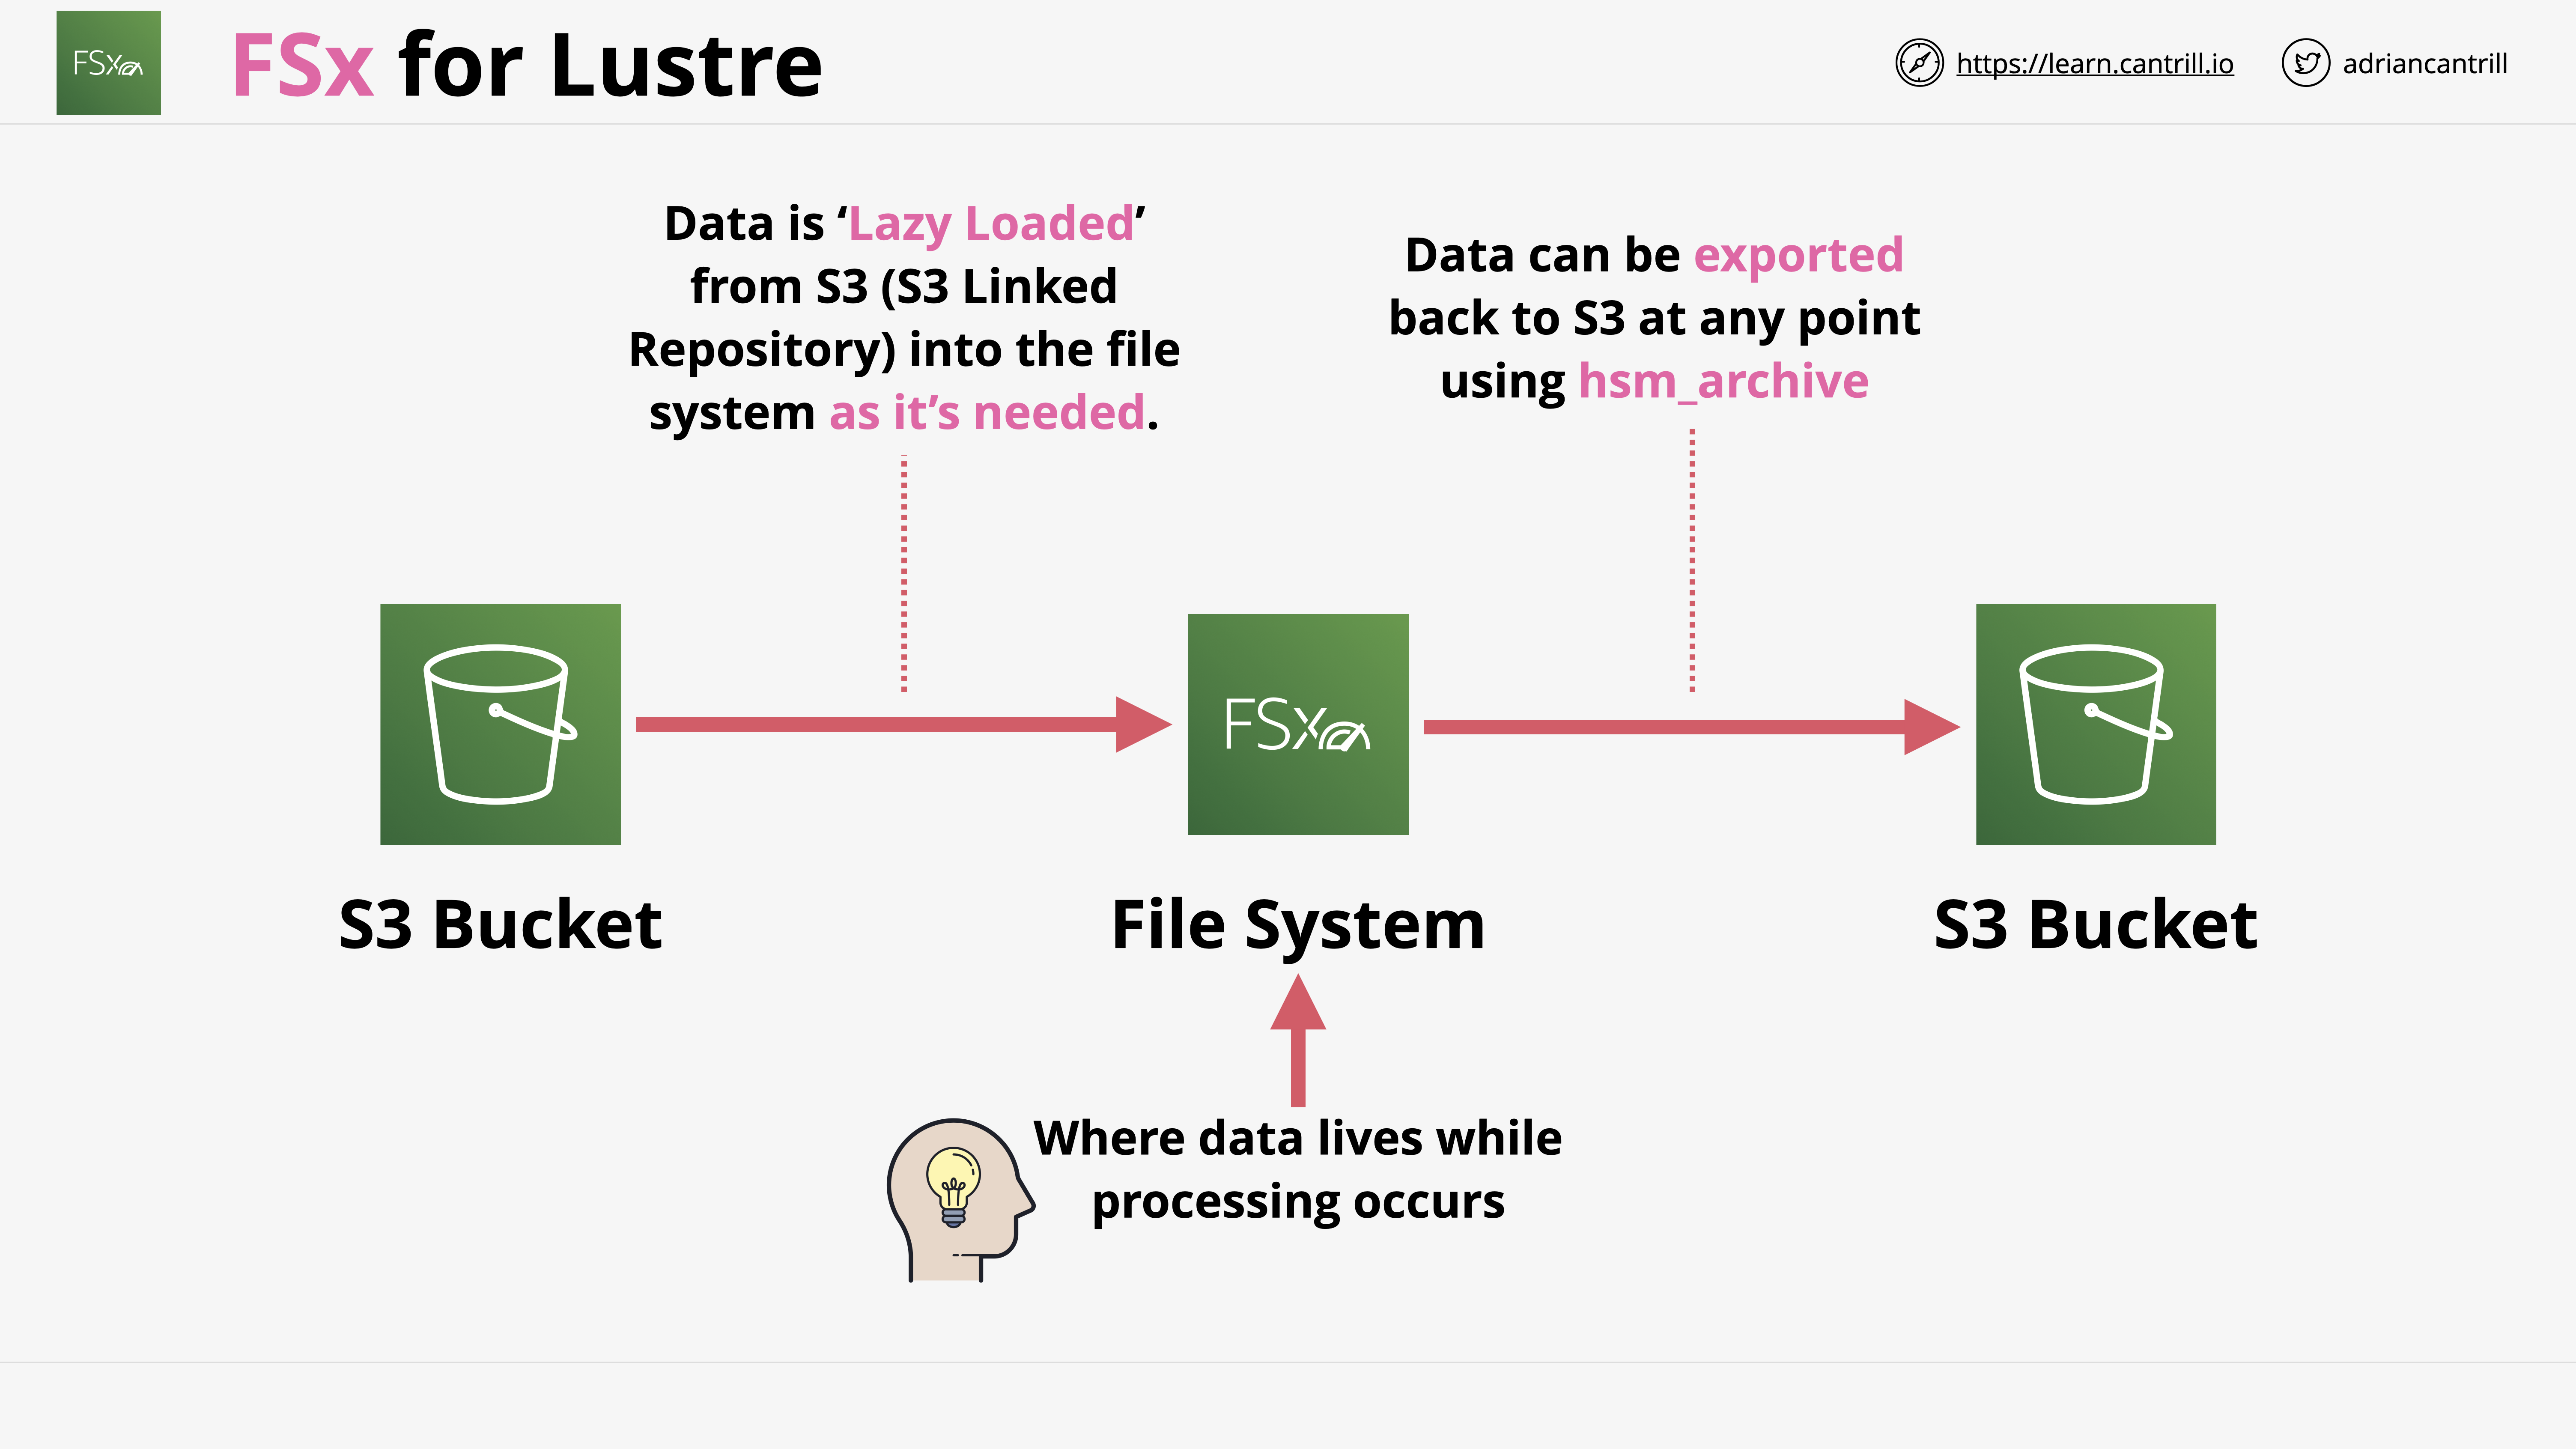 FSx
FSx for Lustre
https://learn.cantrill.io
adriancantrill
Data is ‘Lazy Loaded’
from S3 (S3 Linked
Repository) into the file
system as it’s needed.
Data can be exported
back to S3 at any point
using hsm_archive
FSx
S3 Bucket
File System
S3 Bucket
Where data lives while
processing occurs